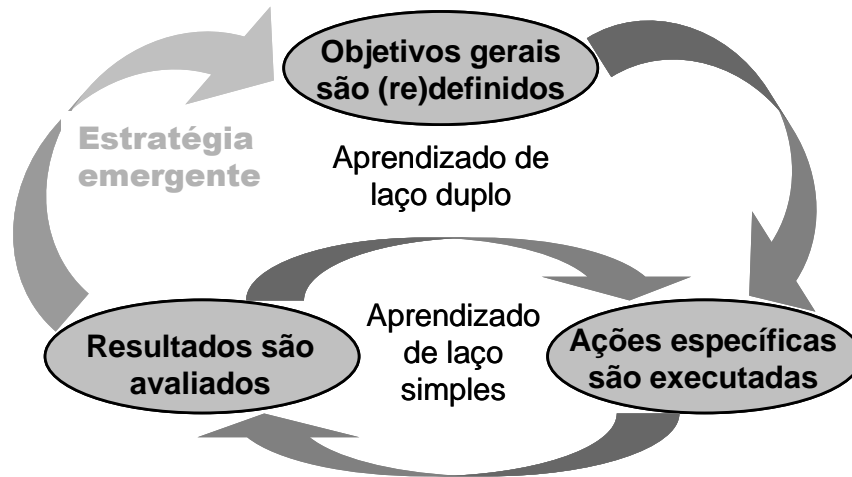 Objetivos gerais
são (re)definidos
Estratégia
emergente
Aprendizado de
laço duplo
Resultados são
avaliados
Aprendizado
de laço
simples
Ações específicas
são executadas